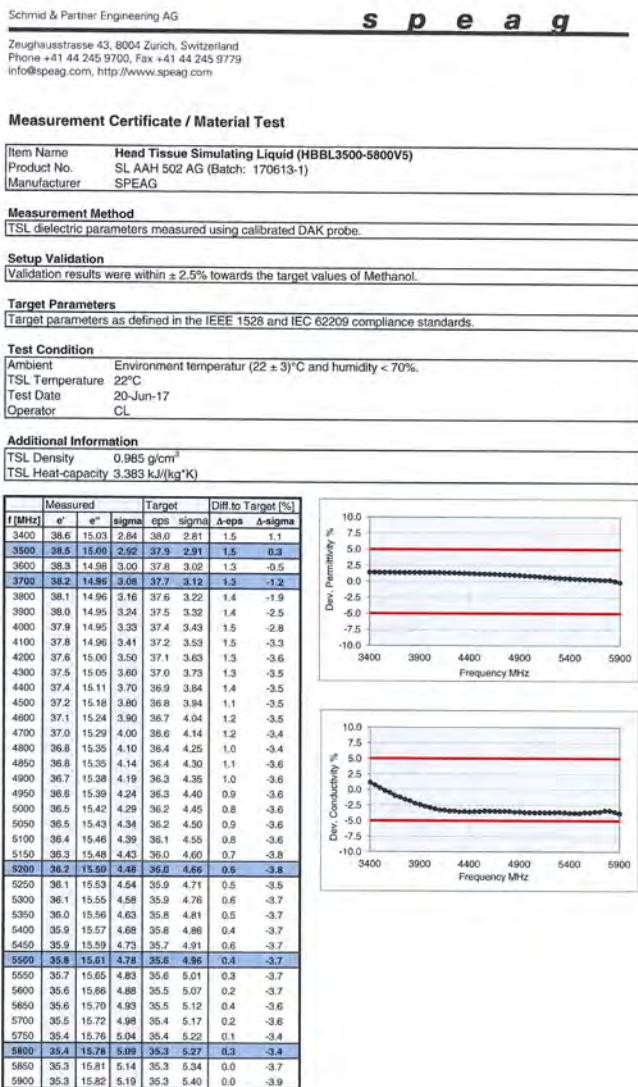 Schmid & Partner Engineering AG
s p e a g
Zeughausstrasse 43, 8004 Zurich, Switzerland
Phone +41 44 245 9700, Fax +41 44 245 9779
info@speag.com, http://www.speag.com
Measurement Certificate / Material Test
Item Name Head Tissue Simulating Liquid (HBBL3500-5800V5)
Product No. SL AAH 502 AG (Batch: 170613-1)
Manufacturer SPEAG
Measurement Method
TSL dielectric parameters measured using calibrated DAK probe.
Setup Validation
Validation results were within ± 2.5% towards the target values of Methanol.
Target Parameters
Target parameters as defined in the IEEE 1528 and IEC 62209 compliance standards.
Test Condition
Ambient Environment temperatur (22 ± 3)°C and humidity < 70%.
TSL Temperature 22°C
Test Date 20-Jun-17
Operator CL
Additional Information
TSL Density 0.985 g/cm³
TSL Heat-capacity 3.383 kJ/(kg*K)
Measured Target Diff.to Target [%]
f [MHz] e' e" sigma eps sigma Δ-eps Δ-sigma
3400 38.6 15.03 2.84 38.0 2.81 1.5 1.1
3500 38.5 15.00 2.92 37.9 2.91 1.5 0.3
3600 38.3 14.98 3.00 37.8 3.02 1.3 -0.5
3700 38.2 14.96 3.08 37.7 3.12 1.3 -1.2
3800 38.1 14.96 3.16 37.6 3.22 1.4 -1.9
3900 38.0 14.95 3.24 37.5 3.32 1.4 -2.5
4000 37.9 14.95 3.33 37.4 3.43 1.5 -2.8
4100 37.8 14.96 3.41 37.2 3.53 1.5 -3.3
4200 37.6 15.00 3.50 37.1 3.63 1.3 -3.6
4300 37.5 15.05 3.60 37.0 3.73 1.3 -3.5
4400 37.4 15.11 3.70 36.9 3.84 1.4 -3.5
4500 37.2 15.18 3.80 36.8 3.94 1.1 -3.5
4600 37.1 15.24 3.90 36.7 4.04 1.2 -3.5
4700 37.0 15.29 4.00 36.6 4.14 1.2 -3.4
4800 36.8 15.35 4.10 36.4 4.25 1.0 -3.4
4850 36.8 15.35 4.14 36.4 4.30 1.1 -3.6
4900 36.7 15.38 4.19 36.3 4.35 1.0 -3.6
4950 36.6 15.39 4.24 36.3 4.40 0.9 -3.6
5000 36.5 15.42 4.29 36.2 4.45 0.8 -3.6
5050 36.5 15.43 4.34 36.2 4.50 0.9 -3.6
5100 36.4 15.46 4.39 36.1 4.55 0.8 -3.6
5150 36.3 15.48 4.43 36.0 4.60 0.7 -3.8
5200 36.2 15.50 4.48 36.0 4.66 0.6 -3.8
5250 36.1 15.53 4.54 35.9 4.71 0.5 -3.5
5300 36.1 15.55 4.58 35.9 4.76 0.6 -3.7
5350 36.0 15.56 4.63 35.8 4.81 0.5 -3.7
5400 35.9 15.57 4.68 35.8 4.86 0.4 -3.7
5450 35.9 15.59 4.73 35.7 4.91 0.6 -3.7
5500 35.8 15.61 4.78 35.6 4.96 0.4 -3.7
5550 35.7 15.65 4.83 35.6 5.01 0.3 -3.7
5600 35.6 15.66 4.88 35.5 5.07 0.2 -3.7
5650 35.6 15.70 4.93 35.5 5.12 0.4 -3.6
5700 35.5 15.72 4.98 35.4 5.17 0.2 -3.6
5750 35.4 15.76 5.04 35.4 5.22 0.1 -3.4
5800 35.4 15.78 5.09 35.3 5.27 0.3 -3.4
5850 35.3 15.81 5.14 35.3 5.34 0.0 -3.7
5900 35.3 15.82 5.19 35.3 5.40 0.0 -3.9
Dev. Permittivity %
10.0
7.5
5.0
2.5
0.0
-2.5
-5.0
-7.5
-10.0
3400 3900 4400 4900 5400 5900
Frequency MHz
Dev. Conductivity %
10.0
7.5
5.0
2.5
0.0
-2.5
-5.0
-7.5
-10.0
3400 3900 4400 4900 5400 5900
Frequency MHz